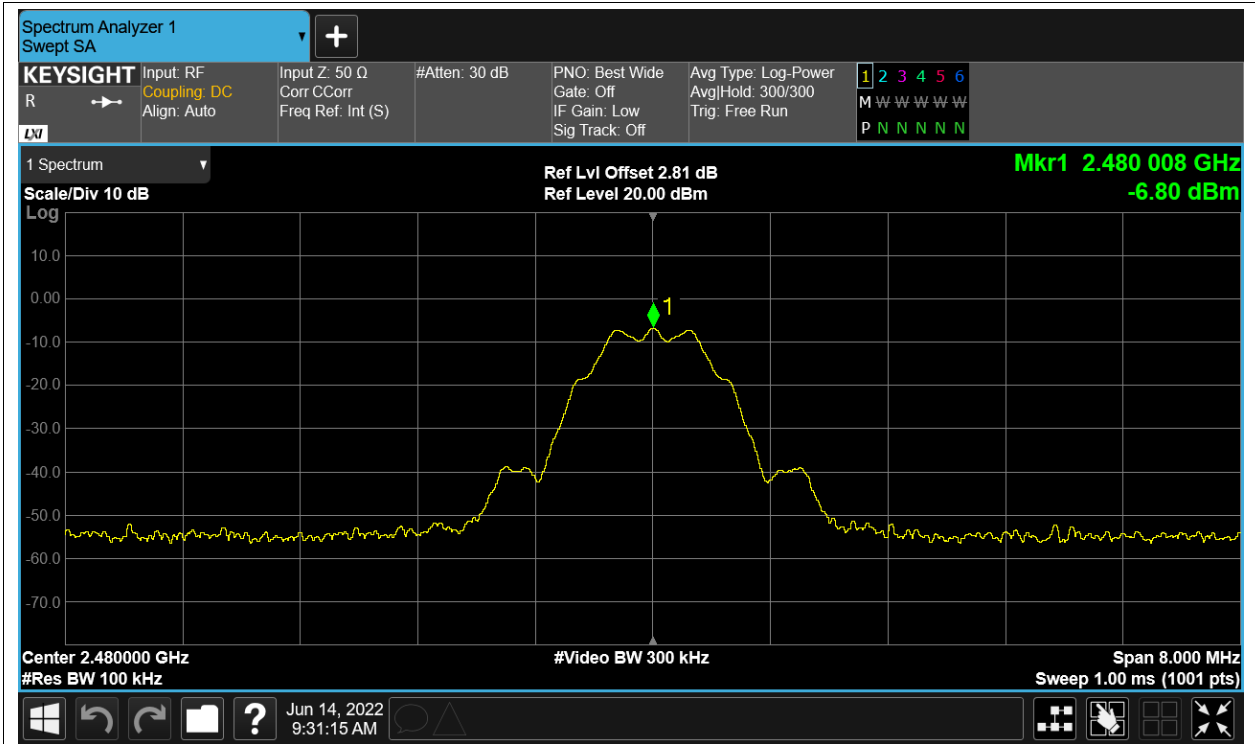 Spectrum Analyzer 1
Swept SA
+
KEYSIGHT
R
LXI
Input: RF
Coupling: DC
Align: Auto
Input Z: 50 Ω
Corr CCorr
Freq Ref: Int (S)
#Atten: 30 dB
PNO: Best Wide
Gate: Off
IF Gain: Low
Sig Track: Off
Avg Type: Log-Power
Avg|Hold: 300/300
Trig: Free Run
1 2 3 4 5 6
M W W W W W
P N N N N N
1 Spectrum
Scale/Div 10 dB
Log
Ref Lvl Offset 2.81 dB
Ref Level 20.00 dBm
Mkr1 2.480 008 GHz
-6.80 dBm
10.0
0.00
1
-10.0
-20.0
-30.0
-40.0
-50.0
-60.0
-70.0
Center 2.480000 GHz
#Res BW 100 kHz
#Video BW 300 kHz
Span 8.000 MHz
Sweep 1.00 ms (1001 pts)
?
Jun 14, 2022
9:31:15 AM